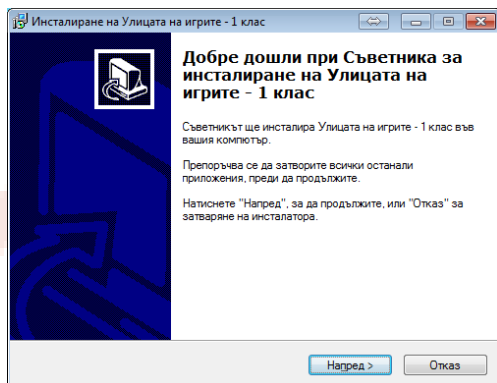 Инсталиране на Улицата на игрите - 1 клас
Добре дошли при Съветника за
инсталиране на Улицата на
игрите - 1 клас
Съветникът ще инсталира Улицата на игрите - 1 клас във
вашия компютър.
Препоръчва се да затворите всички останали
приложения, преди да продължите.
Натиснете "Напред", за да продължите, или "Отказ" за
затваряне на инсталатора.
Напред >
Отказ